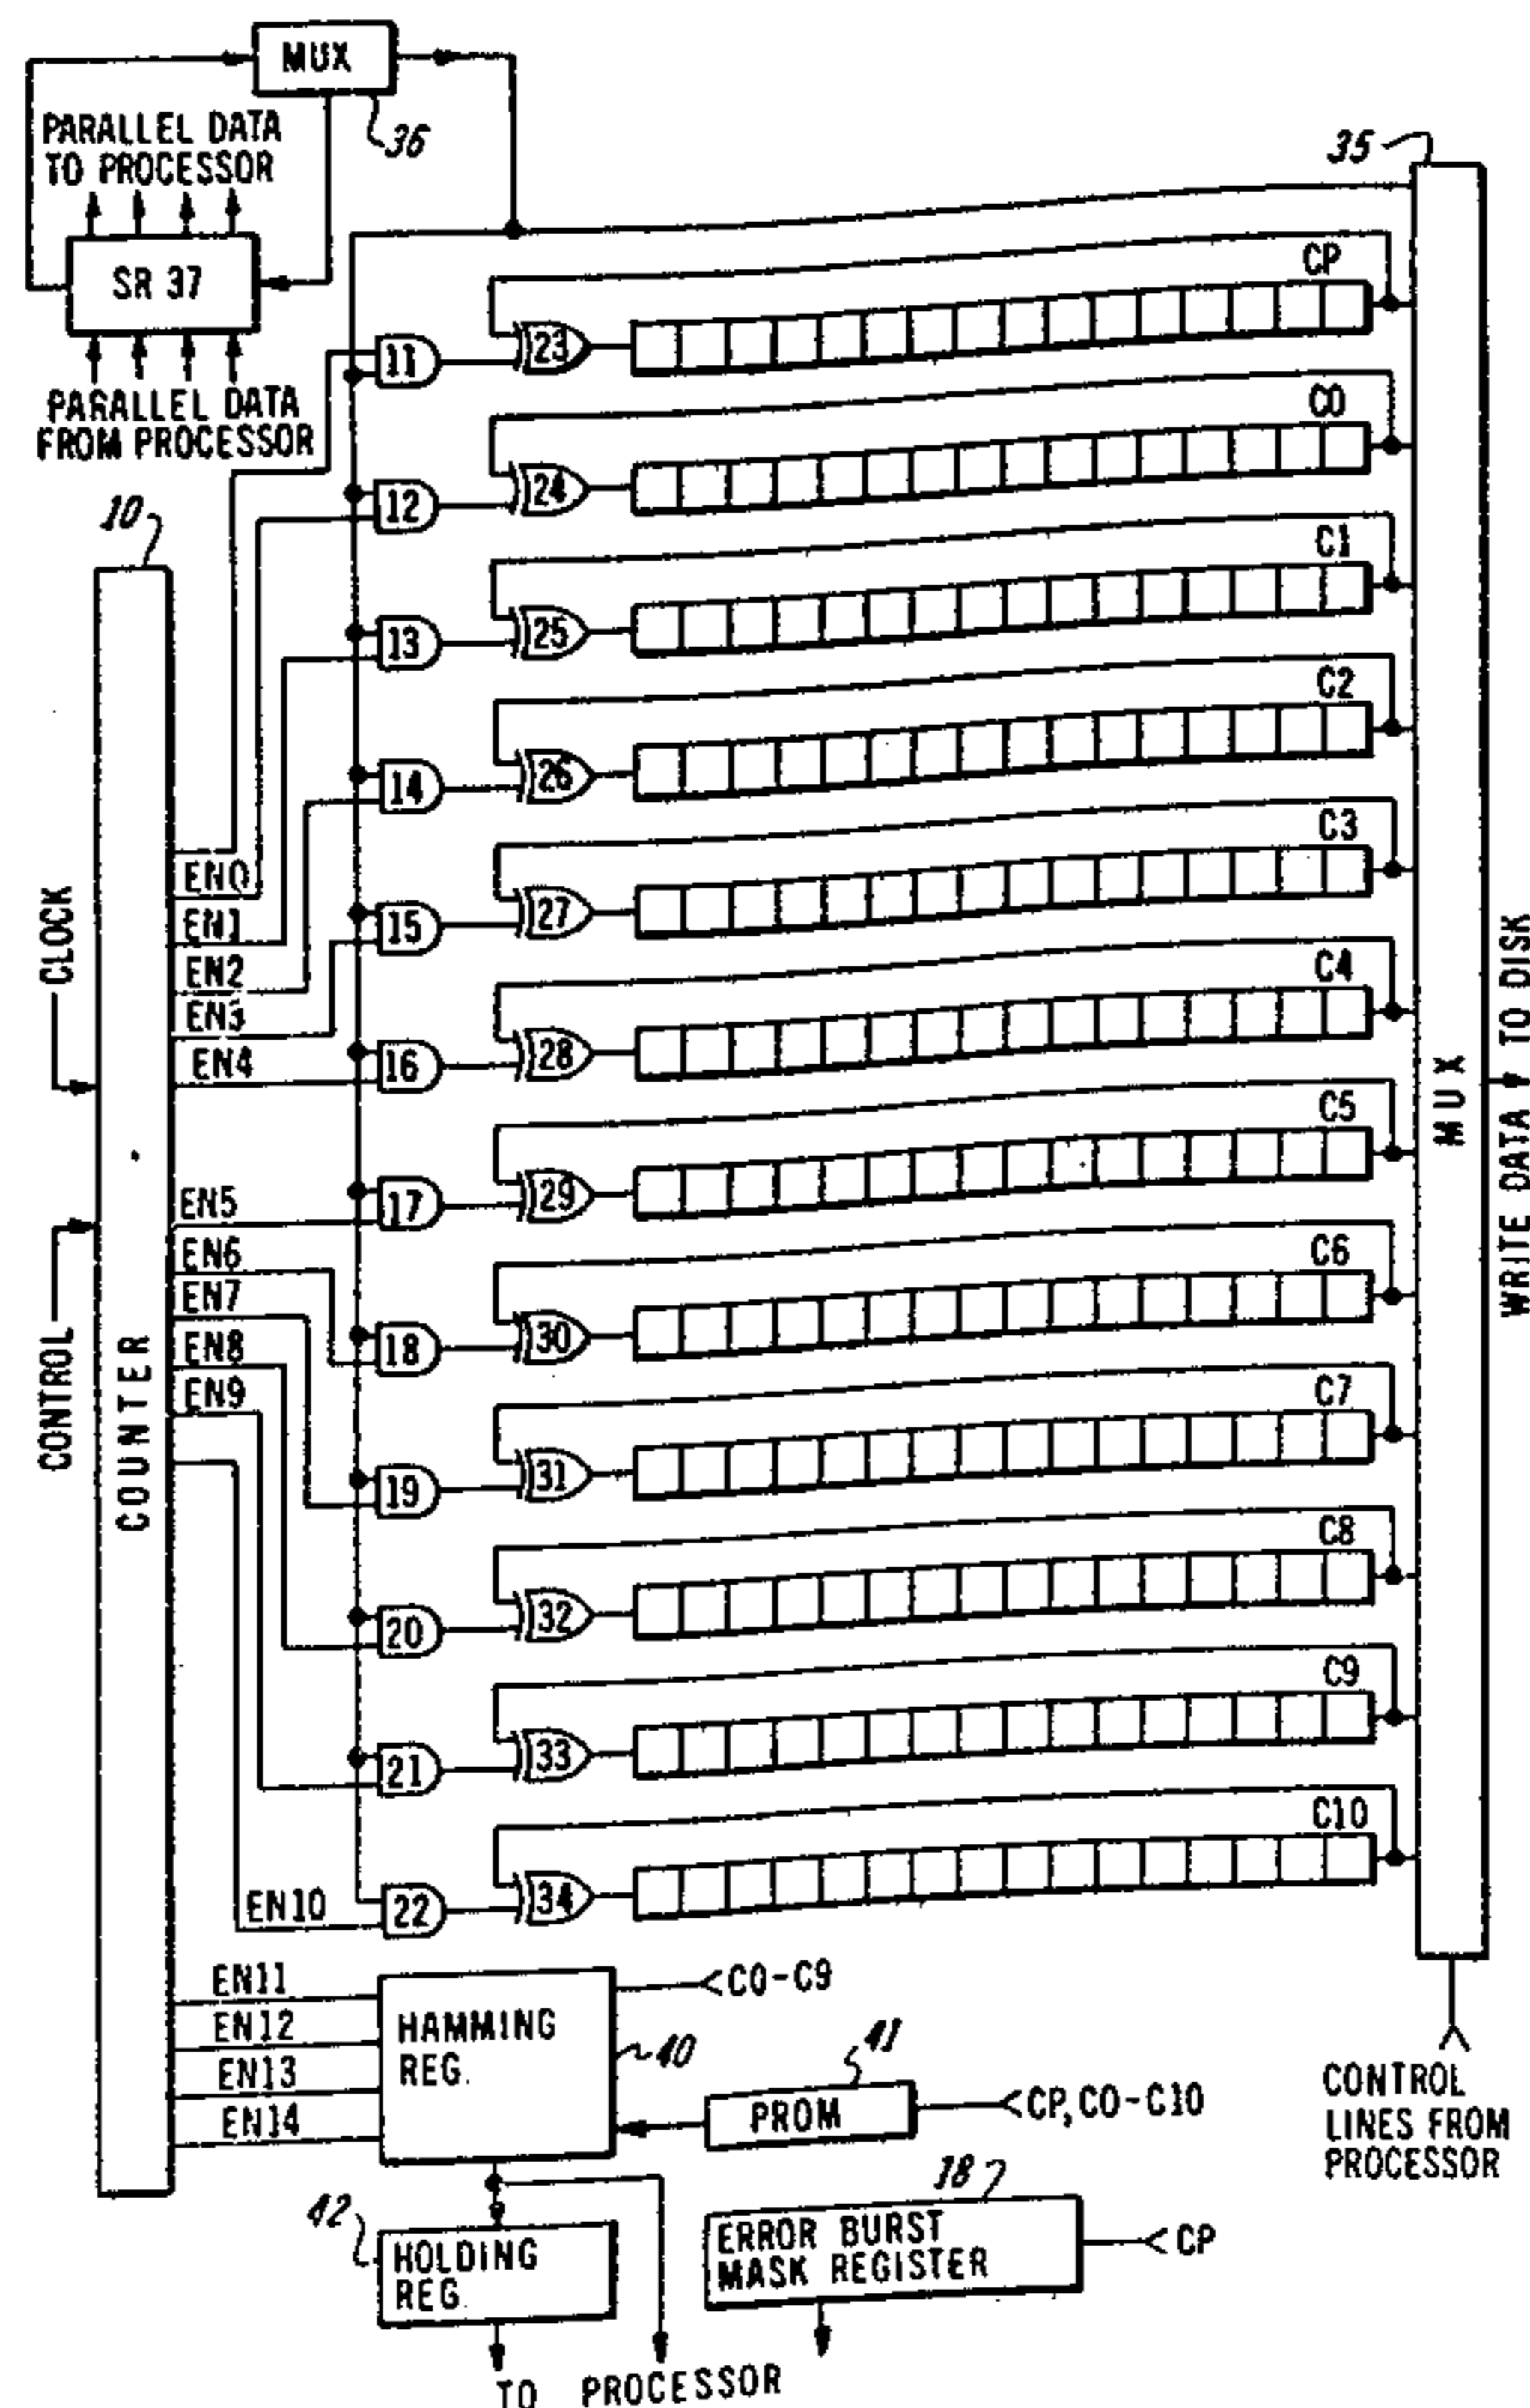 MUX
36
PARALLEL DATA
TO PROCESSOR
SR 37
PARALLEL DATA
FROM PROCESSOR
35
CP
11
23
C0
12
24
10
C1
13
25
C2
14
26
C3
15
27
C4
16
28
C5
17
29
C6
18
30
C7
19
31
C8
20
32
C9
21
33
C10
22
34
EN0
EN1
EN2
EN3
EN4
EN5
EN6
EN7
EN8
EN9
EN10
CLOCK
CONTROL
COUNTER
MUX
WRITE DATA TO DISK
EN11
EN12
EN13
EN14
HAMMING
REG.
C0-C9
40
41
PROM
CP, C0-C10
CONTROL
LINES FROM
PROCESSOR
18
42
HOLDING
REG
ERROR BURST
MASK REGISTER
CP
TO PROCESSOR